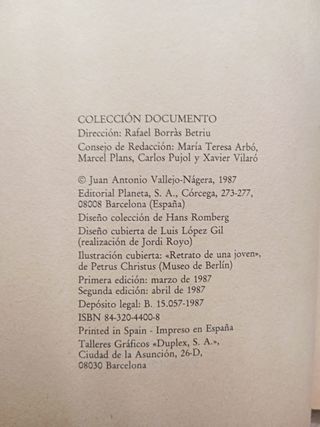 COLECCIÓN DOCUMENTO
Dirección: Rafael Borràs Betriu
Consejo de Redacción: María Teresa Arbó,
Marcel Plans, Carlos Pujol y Xavier Vilaró
© Juan Antonio Vallejo-Nágera, 1987
Editorial Planeta, S. A., Córcega, 273-277,
08008 Barcelona (España)
Diseño colección de Hans Romberg
Diseño cubierta de Luis López Gil
(realización de Jordi Royo)
Ilustración cubierta: «Retrato de una joven»,
de Petrus Christus (Museo de Berlín)
Primera edición: marzo de 1987
Segunda edición: abril de 1987
Depósito legal: B. 15.057-1987
ISBN 84-320-4400-8
Printed in Spain - Impreso en España
Talleres Gráficos «Duplex, S. A.»,
Ciudad de la Asunción, 26-D,
08030 Barcelona